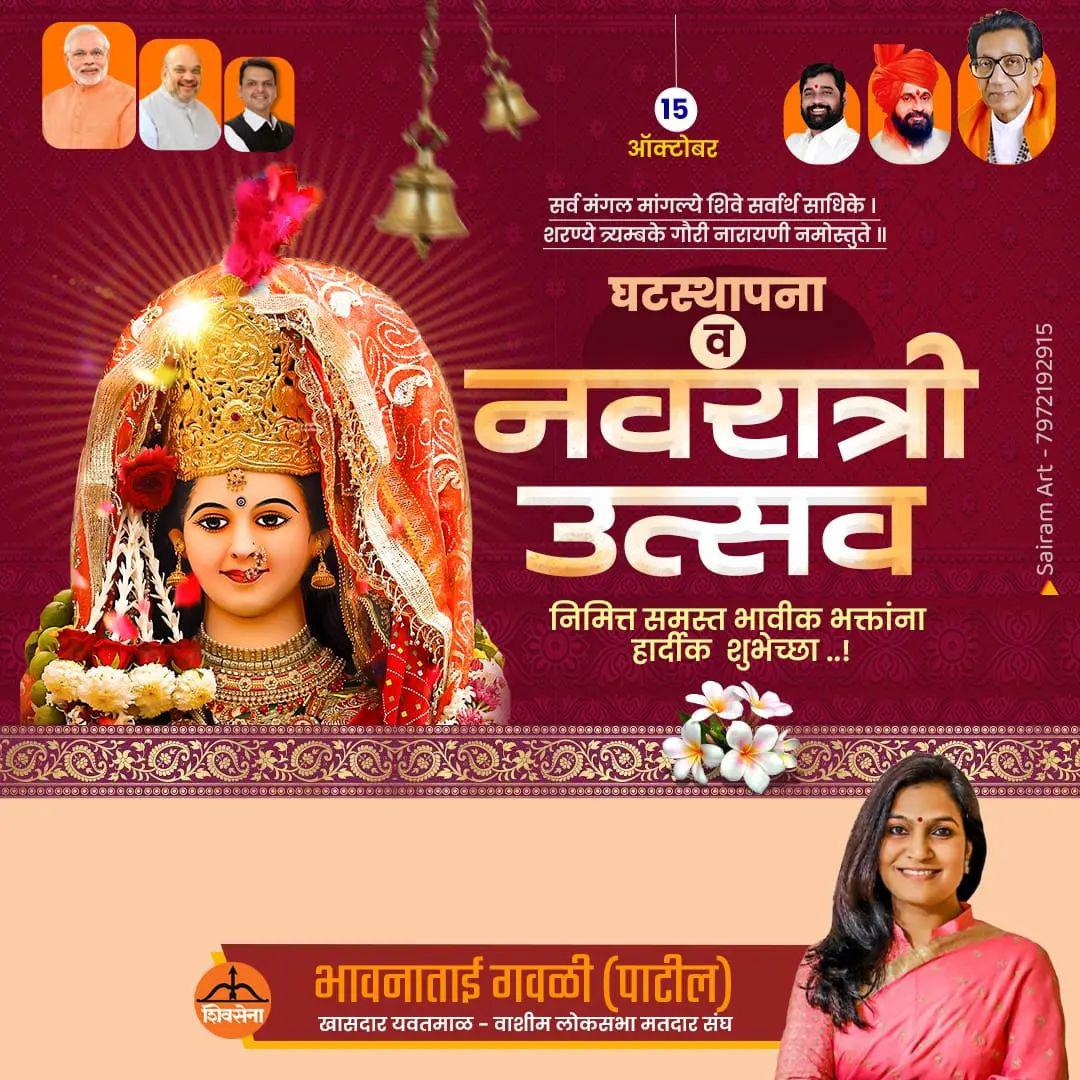 15
ऑक्टोबर
सर्व मंगल मांगल्ये शिवे सर्वार्थ साधिके ।
शरण्ये त्र्यम्बके गौरी नारायणी नमोस्तुते ॥
घटस्थापना
व
नवरात्री
उत्सव
निमित्त समस्त भावीक भक्तांना
हार्दीक शुभेच्छा ..!
Sairam Art - 7972192915
भावनाताई गवळी (पाटील)
खासदार यवतमाळ - वाशीम लोकसभा मतदार संघ
शिवसेना